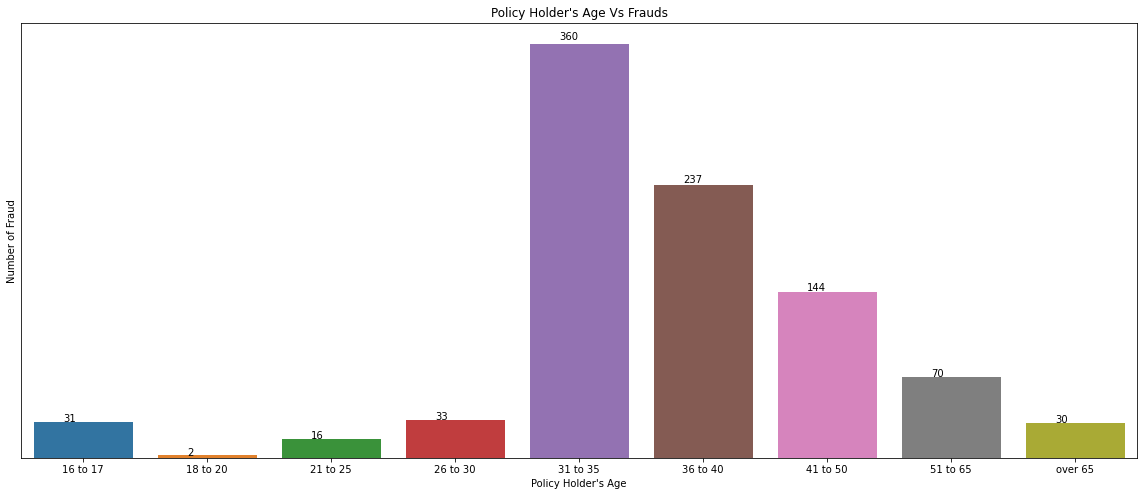 Policy Holder's Age Vs Frauds
360
237
144
70
31
33
30
16
2
Number of Fraud
16 to 17
18 to 20
21 to 25
26 to 30
31 to 35
36 to 40
41 to 50
51 to 65
over 65
Policy Holder's Age